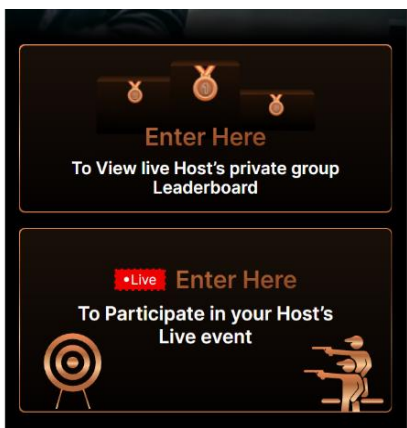 Enter Here
To View live Host's private group
Leaderboard
•Live Enter Here
To Participate in your Host's
Live event